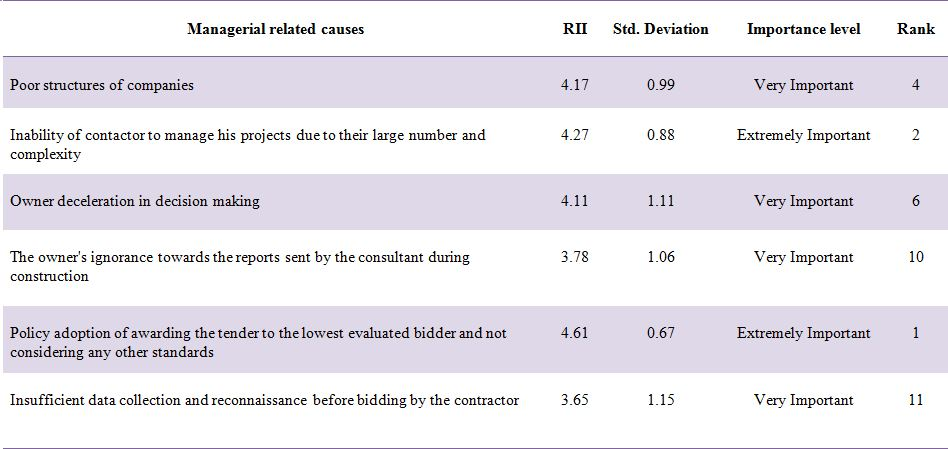 Managerial related causes RII Std. Deviation Importance level Rank
Poor structures of companies 4.17 0.99 Very Important 4
Inability of contactor to manage his projects due to their large number and
complexity 4.27 0.88 Extremely Important 2
Owner deceleration in decision making 4.11 1.11 Very Important 6
The owner's ignorance towards the reports sent by the consultant during
construction 3.78 1.06 Very Important 10
Policy adoption of awarding the tender to the lowest evaluated bidder and not
considering any other standards 4.61 0.67 Extremely Important 1
Insufficient data collection and reconnaissance before bidding by the contractor 3.65 1.15 Very Important 11